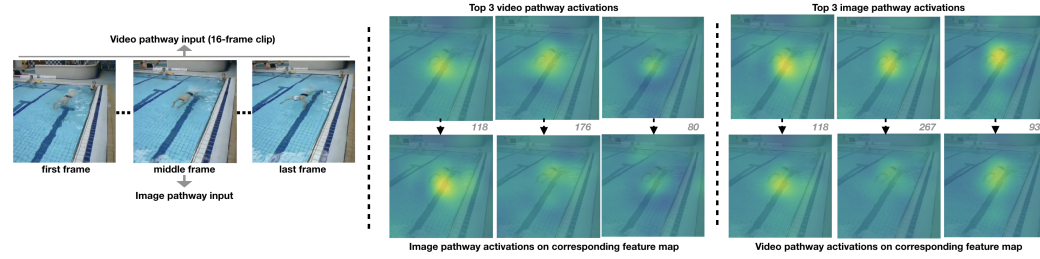 Video pathway input (16-frame clip)
first frame
middle frame
last frame
Image pathway input
Top 3 video pathway activations
118
176
80
Image pathway activations on corresponding feature map
Top 3 image pathway activations
118
267
93
Video pathway activations on corresponding feature map